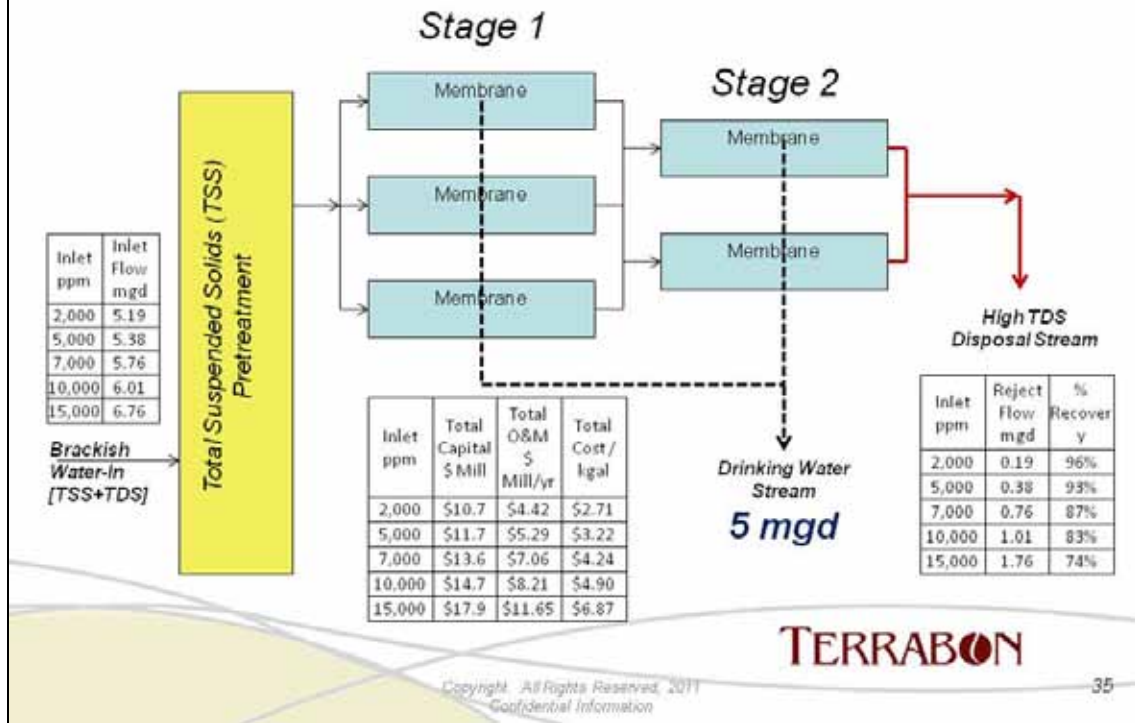 Stage 1
Stage 2
Membrane
Membrane
Membrane
Membrane
Membrane
Total Suspended Solids (TSS)
Pretreatment
Inlet ppm | Inlet Flow mgd
2,000 5.19
5,000 5.38
7,000 5.76
10,000 6.01
15,000 6.76
Brackish
Water-In
[TSS+TDS]
Inlet ppm | Total Capital $ Mill | Total O&M $ Mill/yr | Total Cost / kgal
2,000 $10.7 $4.42 $2.71
5,000 $11.7 $5.29 $3.22
7,000 $13.6 $7.06 $4.24
10,000 $14.7 $8.21 $4.90
15,000 $17.9 $11.65 $6.87
Drinking Water
Stream
5 mgd
High TDS
Disposal Stream
Inlet ppm | Reject Flow mgd | % Recovery
2,000 0.19 96%
5,000 0.38 93%
7,000 0.76 87%
10,000 1.01 83%
15,000 1.76 74%
TERRABON
Copyright. All Rights Reserved, 2011
Confidential Information
35